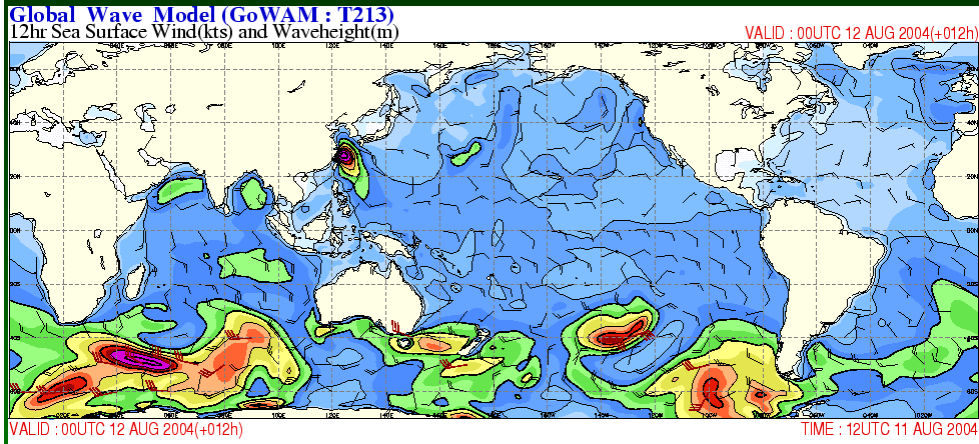 Global Wave Model (GoWAM : T213)
12hr Sea Surface Wind(kts) and Waveheight(m)
VALID : 00UTC 12 AUG 2004(+012h)
VALID : 00UTC 12 AUG 2004(+012h)
TIME : 12UTC 11 AUG 2004